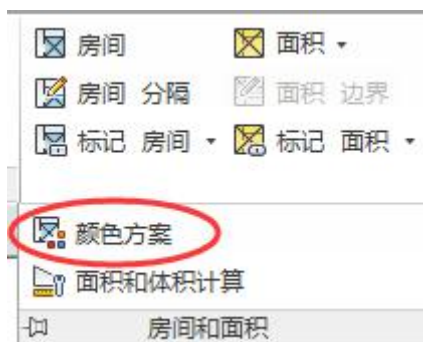 房间 面积
房间 分隔 面积 边界
标记 房间 标记 面积
颜色方案
面积和体积计算
房间和面积